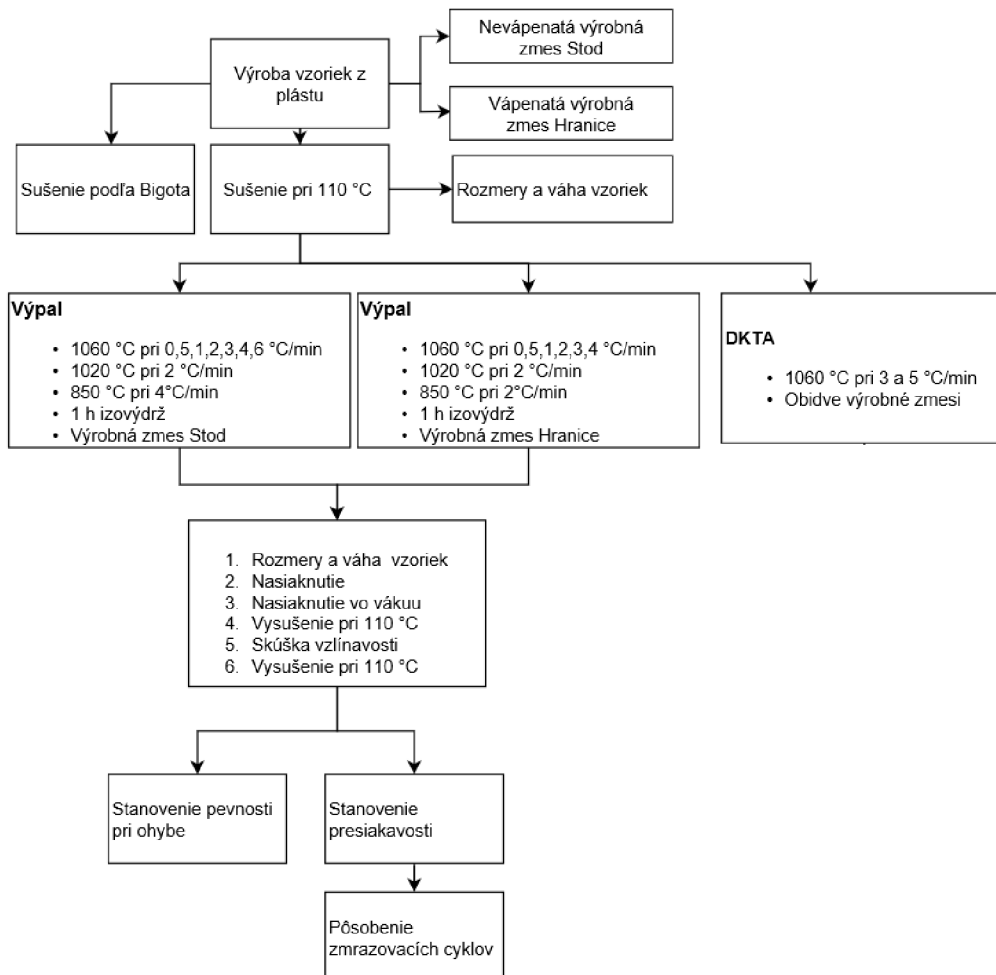 Nevápenatá výrobná
zmes Stod
Výroba vzoriek z
plástu
Vápenatá výrobná
zmes Hranice
Sušenie podľa Bigota
Sušenie pri 110 °C
Rozmery a váha vzoriek
Výpal
• 1060 °C pri 0,5,1,2,3,4,6 °C/min
• 1020 °C pri 2 °C/min
• 850 °C pri 4°C/min
• 1 h izovýdrž
• Výrobná zmes Stod
Výpal
• 1060 °C pri 0,5,1,2,3,4 °C/min
• 1020 °C pri 2 °C/min
• 850 °C pri 2°C/min
• 1 h izovýdrž
• Výrobná zmes Hranice
DKTA
• 1060 °C pri 3 a 5 °C/min
• Obidve výrobné zmesi
1. Rozmery a váha vzoriek
2. Nasiaknutie
3. Nasiaknutie vo vákuu
4. Vysušenie pri 110 °C
5. Skúška vzlínavosti
6. Vysušenie pri 110 °C
Stanovenie pevnosti
pri ohybe
Stanovenie
presiakavosti
Pôsobenie
zmrazovacích cyklov